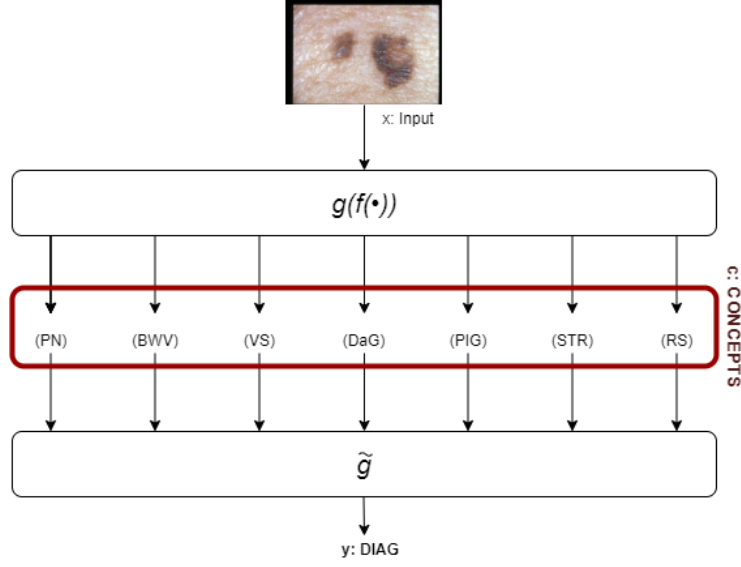 x: Input
g(f(•))
(PN) (BWV) (VS) (DaG) (PIG) (STR) (RS)
c: CONCEPTS
g̃
y: DIAG